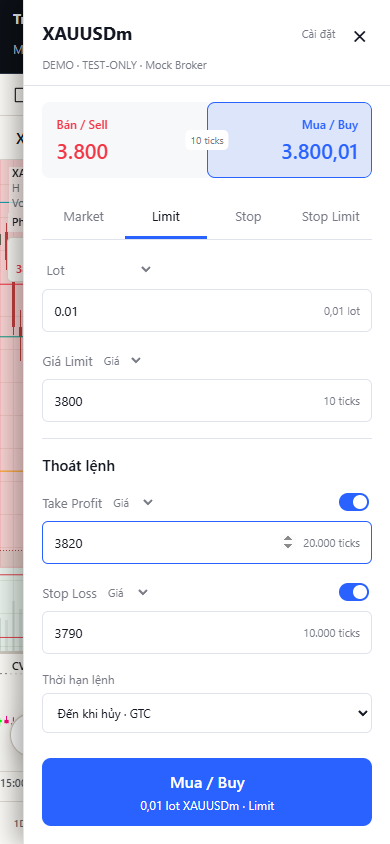 XAUUSDm
Cài đặt
DEMO · TEST-ONLY · Mock Broker
Bán / Sell
3.800
10 ticks
Mua / Buy
3.800,01
Market
Limit
Stop
Stop Limit
Lot
0.01
0,01 lot
Giá Limit Giá
3800
10 ticks
Thoát lệnh
Take Profit Giá
3820
20.000 ticks
Stop Loss Giá
3790
10.000 ticks
Thời hạn lệnh
Đến khi hủy · GTC
Mua / Buy
0,01 lot XAUUSDm · Limit
15:00